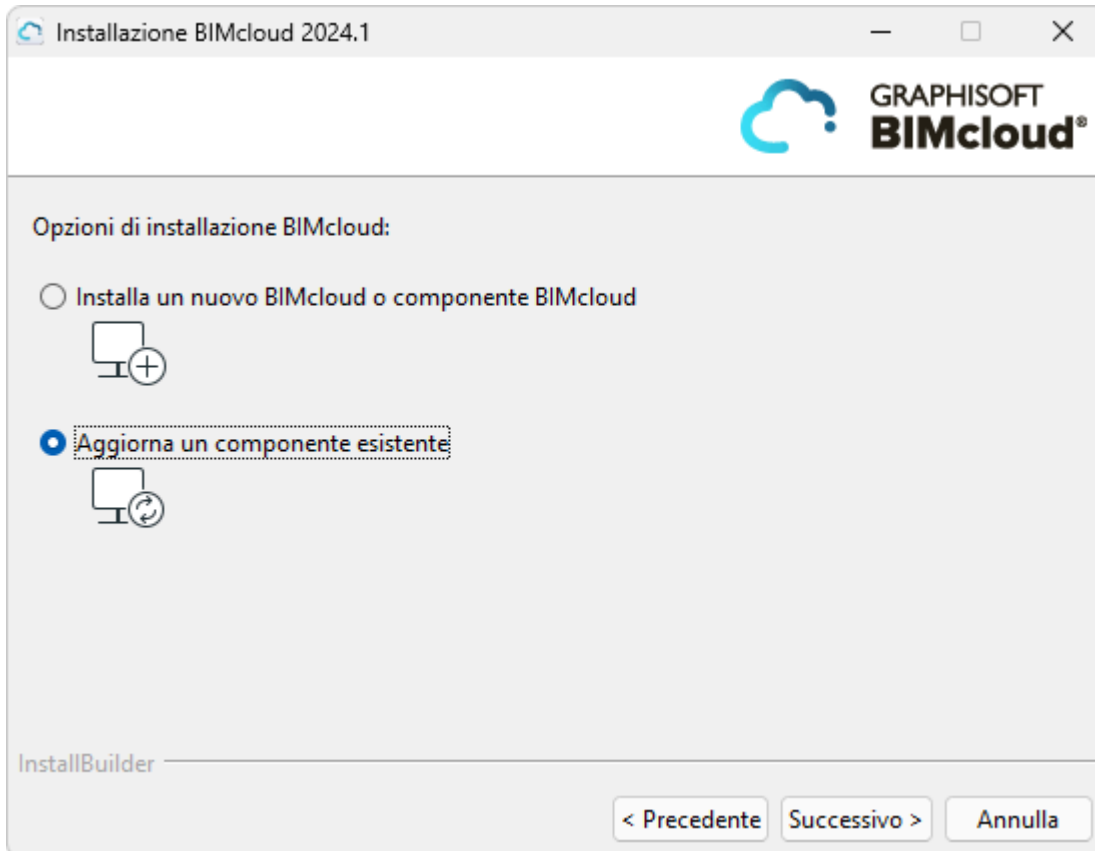 Installazione BIMcloud 2024.1
GRAPHISOFT
BIMcloud®
Opzioni di installazione BIMcloud:
Installa un nuovo BIMcloud o componente BIMcloud
Aggiorna un componente esistente
InstallBuilder
< Precedente
Successivo >
Annulla